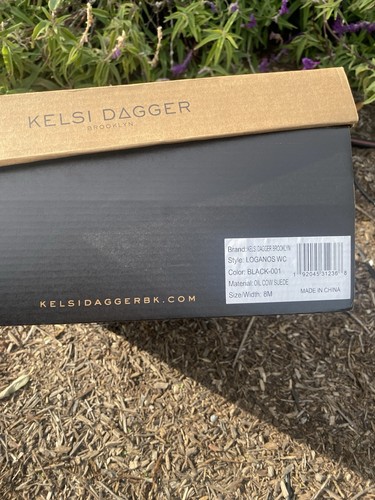 KELSI DAGGER
BROOKLYN
Brand: KELSI DAGGER BROOKLYN
Style: LOGANOS WC
Color: BLACK-001
Material: OIL COW SUEDE
Size/Width: 8M
MADE IN CHINA
KELSIDAGGERBK.COM